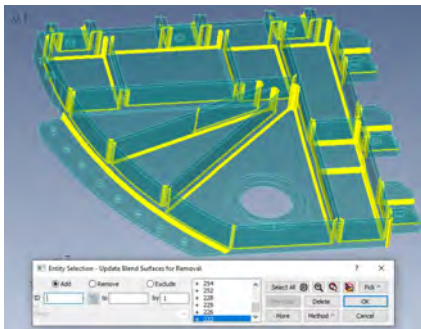 Entity Selection - Update Blend Surfaces for Removal
? ×
Add Remove Exclude
ID to by 1
+ 254
+ 252
+ 228
+ 229
+ 226
Select All
Pick ^
Delete
OK
More
Method ^
Cancel